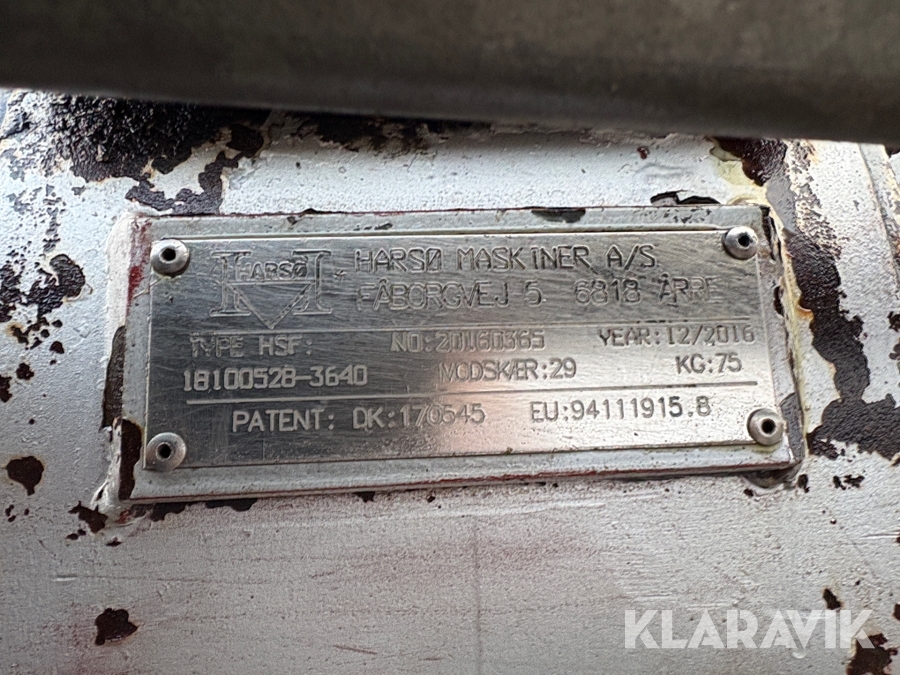 HARSØ
HARSØ MASKINER A/S.
FÅBORGVEJ 5 6818 ÅRRE
TYPE HSF: NO:20160365 YEAR:12/2016
18100528-3640 MODSKÆR:29 KG:75
PATENT: DK:170545 EU:94111915.8
KLARAVIK